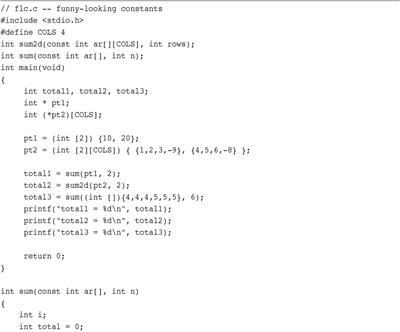 // flc.c -- funny-looking constants
#include <stdio.h>
#define COLS 4
int sum2d(const int ar[][COLS], int rows);
int sum(const int ar[], int n);
int main(void)
{
     int total1, total2, total3;
     int * pt1;
     int (*pt2)[COLS];

     pt1 = (int [2]) {10, 20};
     pt2 = (int [2][COLS]) { {1,2,3,-9}, {4,5,6,-8} };

     total1 = sum(pt1, 2);
     total2 = sum2d(pt2, 2);
     total3 = sum((int []){4,4,4,5,5,5}, 6);
     printf("total1 = %d\n", total1);
     printf("total2 = %d\n", total2);
     printf("total3 = %d\n", total3);

     return 0;
}

int sum(const int ar[], int n)
{
    int i;
    int total = 0;